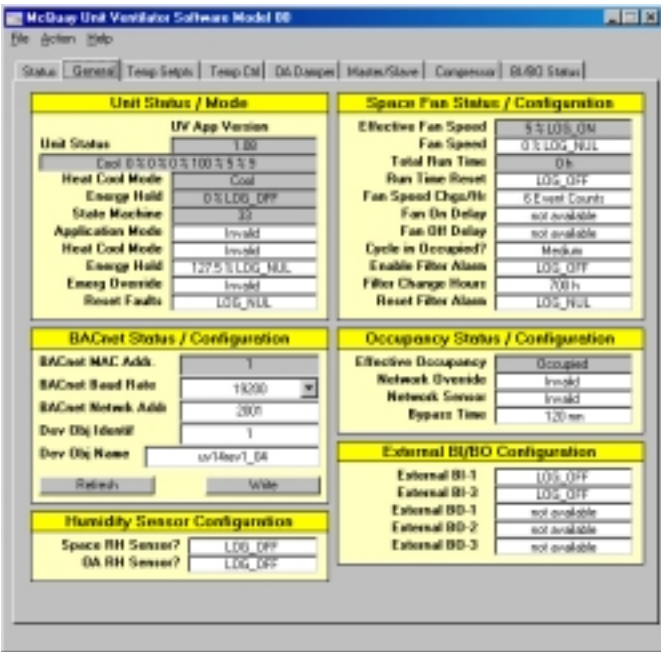 McQuay Unit Ventilator Software Model 00
File Action Help
Status General Temp Setpts Temp Ctl OA Damper Master/Slave Compressor BI/BO Status
Unit Status / Mode
UV App Version
Unit Status 1.08
Cool 0 % 0 % 0 % 100 % % %
Heat Cool Mode Cool
Energy Hold 0 % LOG_OFF
State Machine 33
Application Mode Invalid
Heat Cool Mode Invalid
Energy Hold 127.5 % LOG_NUL
Emerg Override Invalid
Reset Faults LOG_NUL
BACnet Status / Configuration
BACnet MAC Addr. 1
BACnet Baud Rate 19200
BACnet Netwrk Addr 2001
Dev Obj Identif 1
Dev Obj Name
Refresh Write
Humidity Sensor Configuration
Space RH Sensor? LOG_OFF
OA RH Sensor? LOG_OFF
Space Fan Status / Configuration
Effective Fan Speed % LOG_ON
Fan Speed 0 % LOG_NUL
Total Run Time 0 h
Run Time Reset LOG_OFF
Fan Speed Chgs/Hr 6 Event Counts
Fan On Delay not available
Fan Off Delay not available
Cycle in Occupied? Medium
Enable Filter Alarm LOG_OFF
Filter Change Hours 700 h
Reset Filter Alarm LOG_NUL
Occupancy Status / Configuration
Effective Occupancy Occupied
Network Override Invalid
Network Sensor Invalid
Bypass Time 120 mn
External BI/BO Configuration
External BI-1 LOG_OFF
External BI-3 LOG_OFF
External BO-1 not available
External BO-2 not available
External BO-3 not available